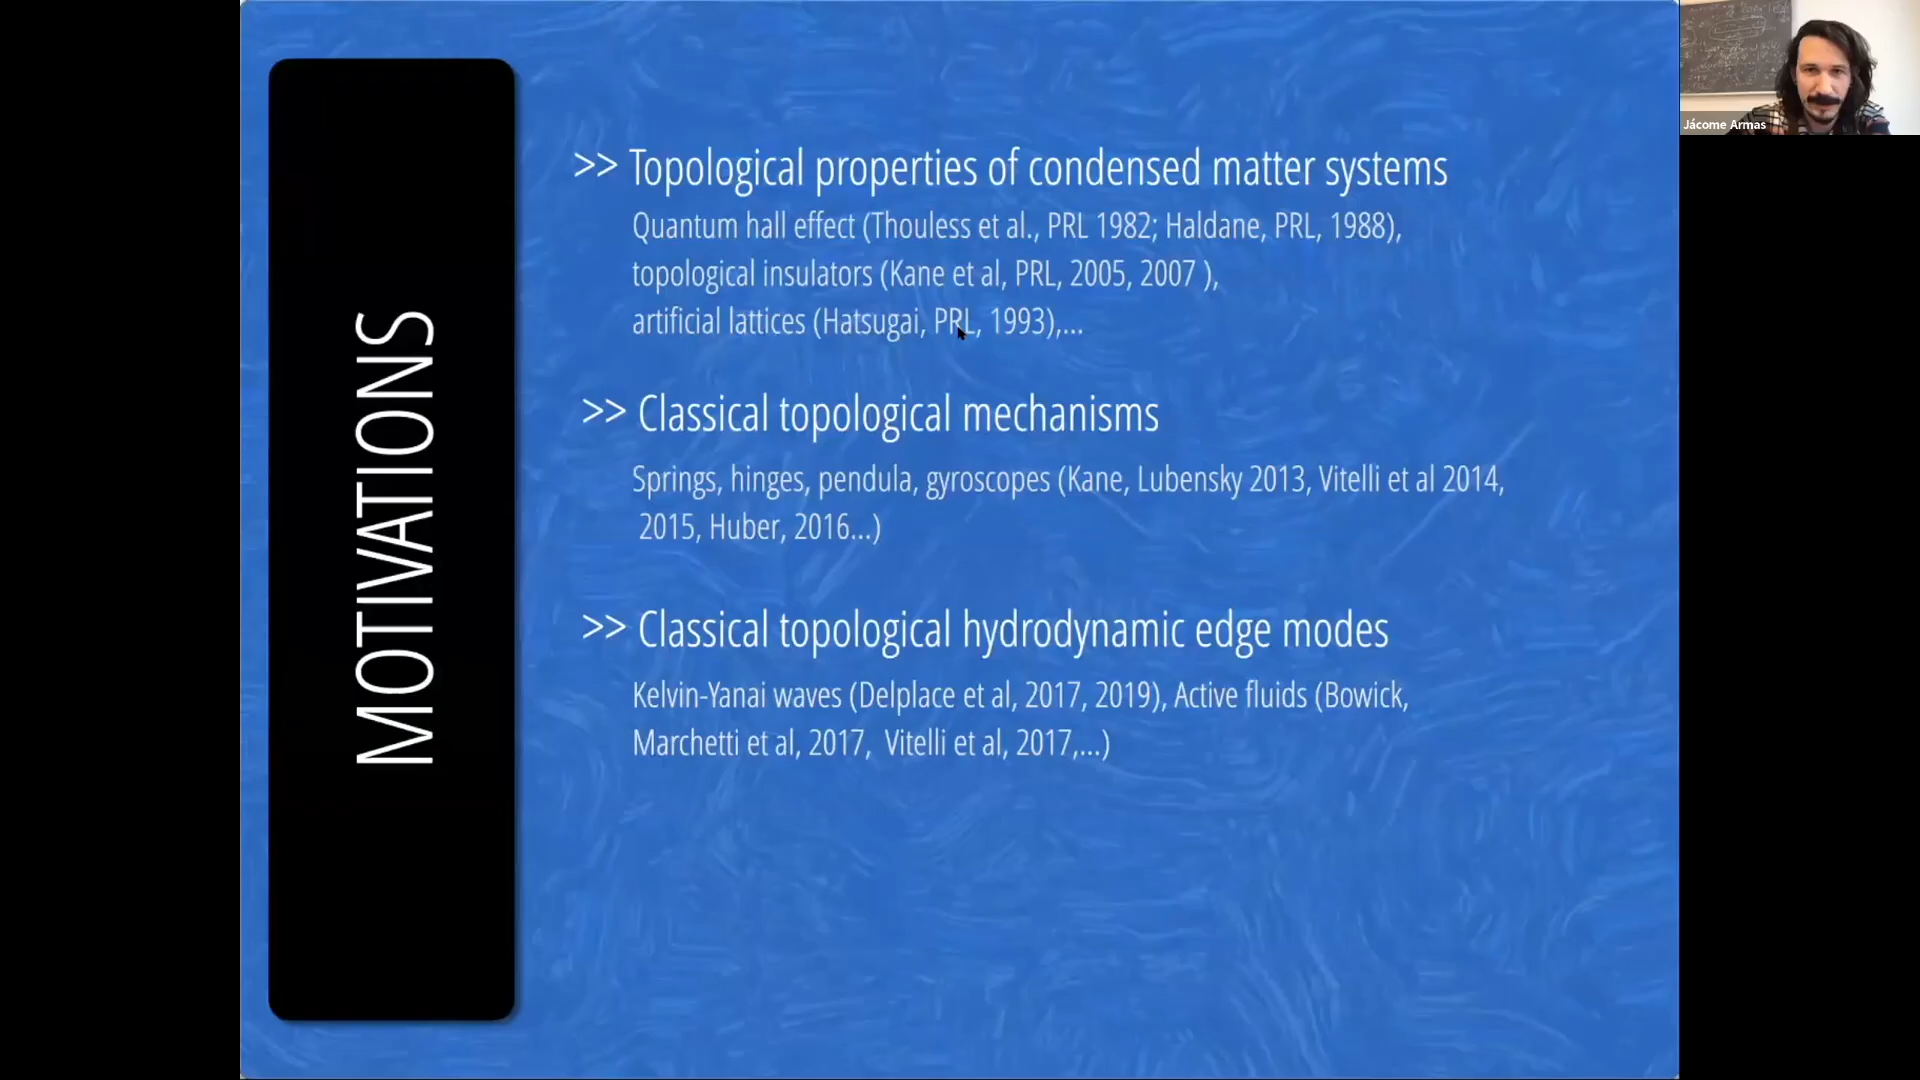 MOTIVATIONS
>> Topological properties of condensed matter systems
Quantum hall effect (Thouless et al., PRL 1982; Haldane, PRL, 1988),
topological insulators (Kane et al, PRL, 2005, 2007 ),
artificial lattices (Hatsugai, PRL, 1993),...
>> Classical topological mechanisms
Springs, hinges, pendula, gyroscopes (Kane, Lubensky 2013, Vitelli et al 2014,
2015, Huber, 2016...)
>> Classical topological hydrodynamic edge modes
Kelvin-Yanai waves (Delplace et al, 2017, 2019), Active fluids (Bowick,
Marchetti et al, 2017, Vitelli et al, 2017,...)
Jácome Armas